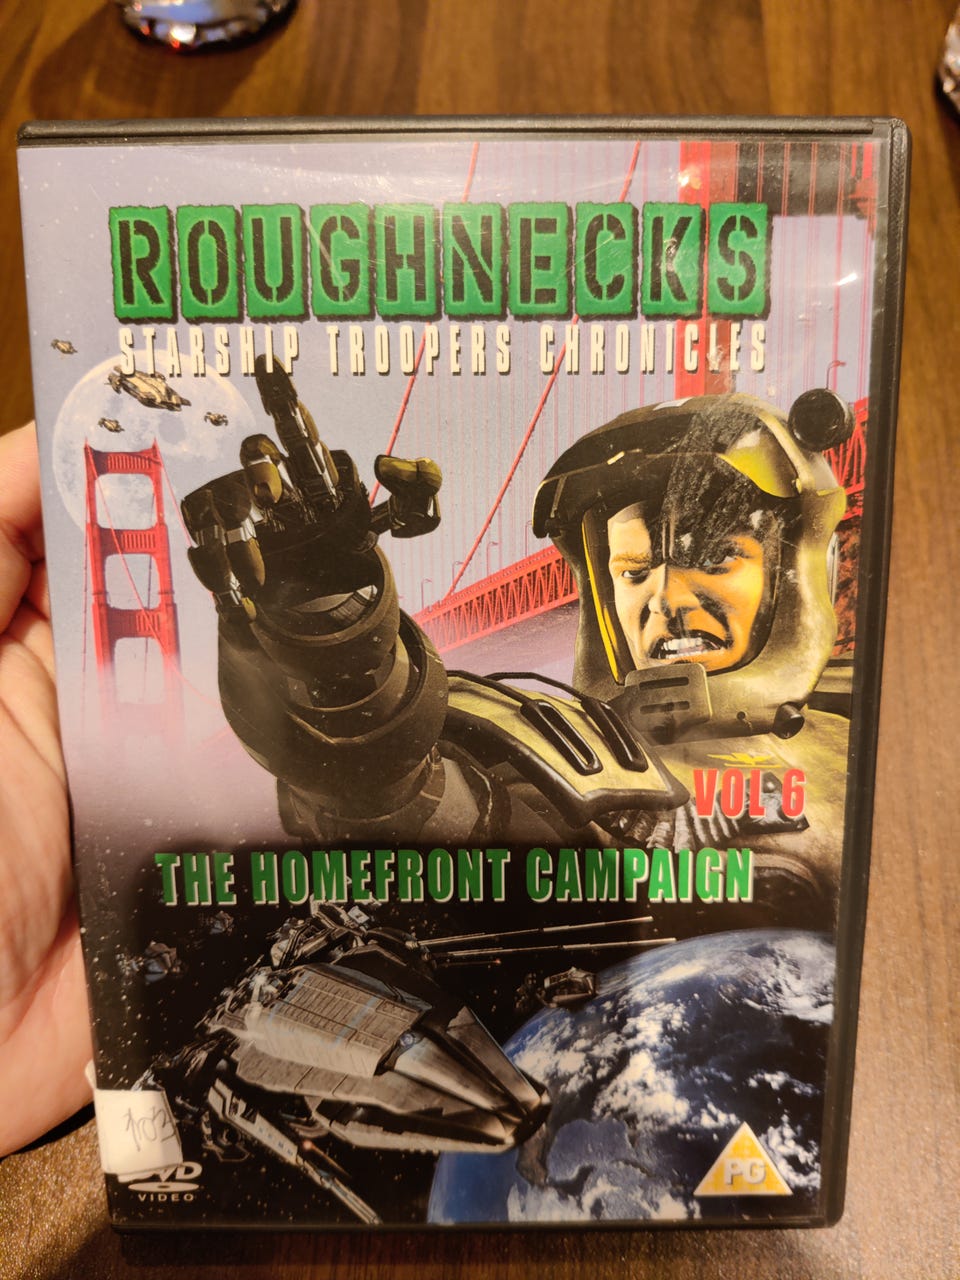 ROUGHNECKS
STARSHIP TROOPERS CHRONICLES
VOL 6
THE HOMEFRONT CAMPAIGN
DVD
VIDEO
PG